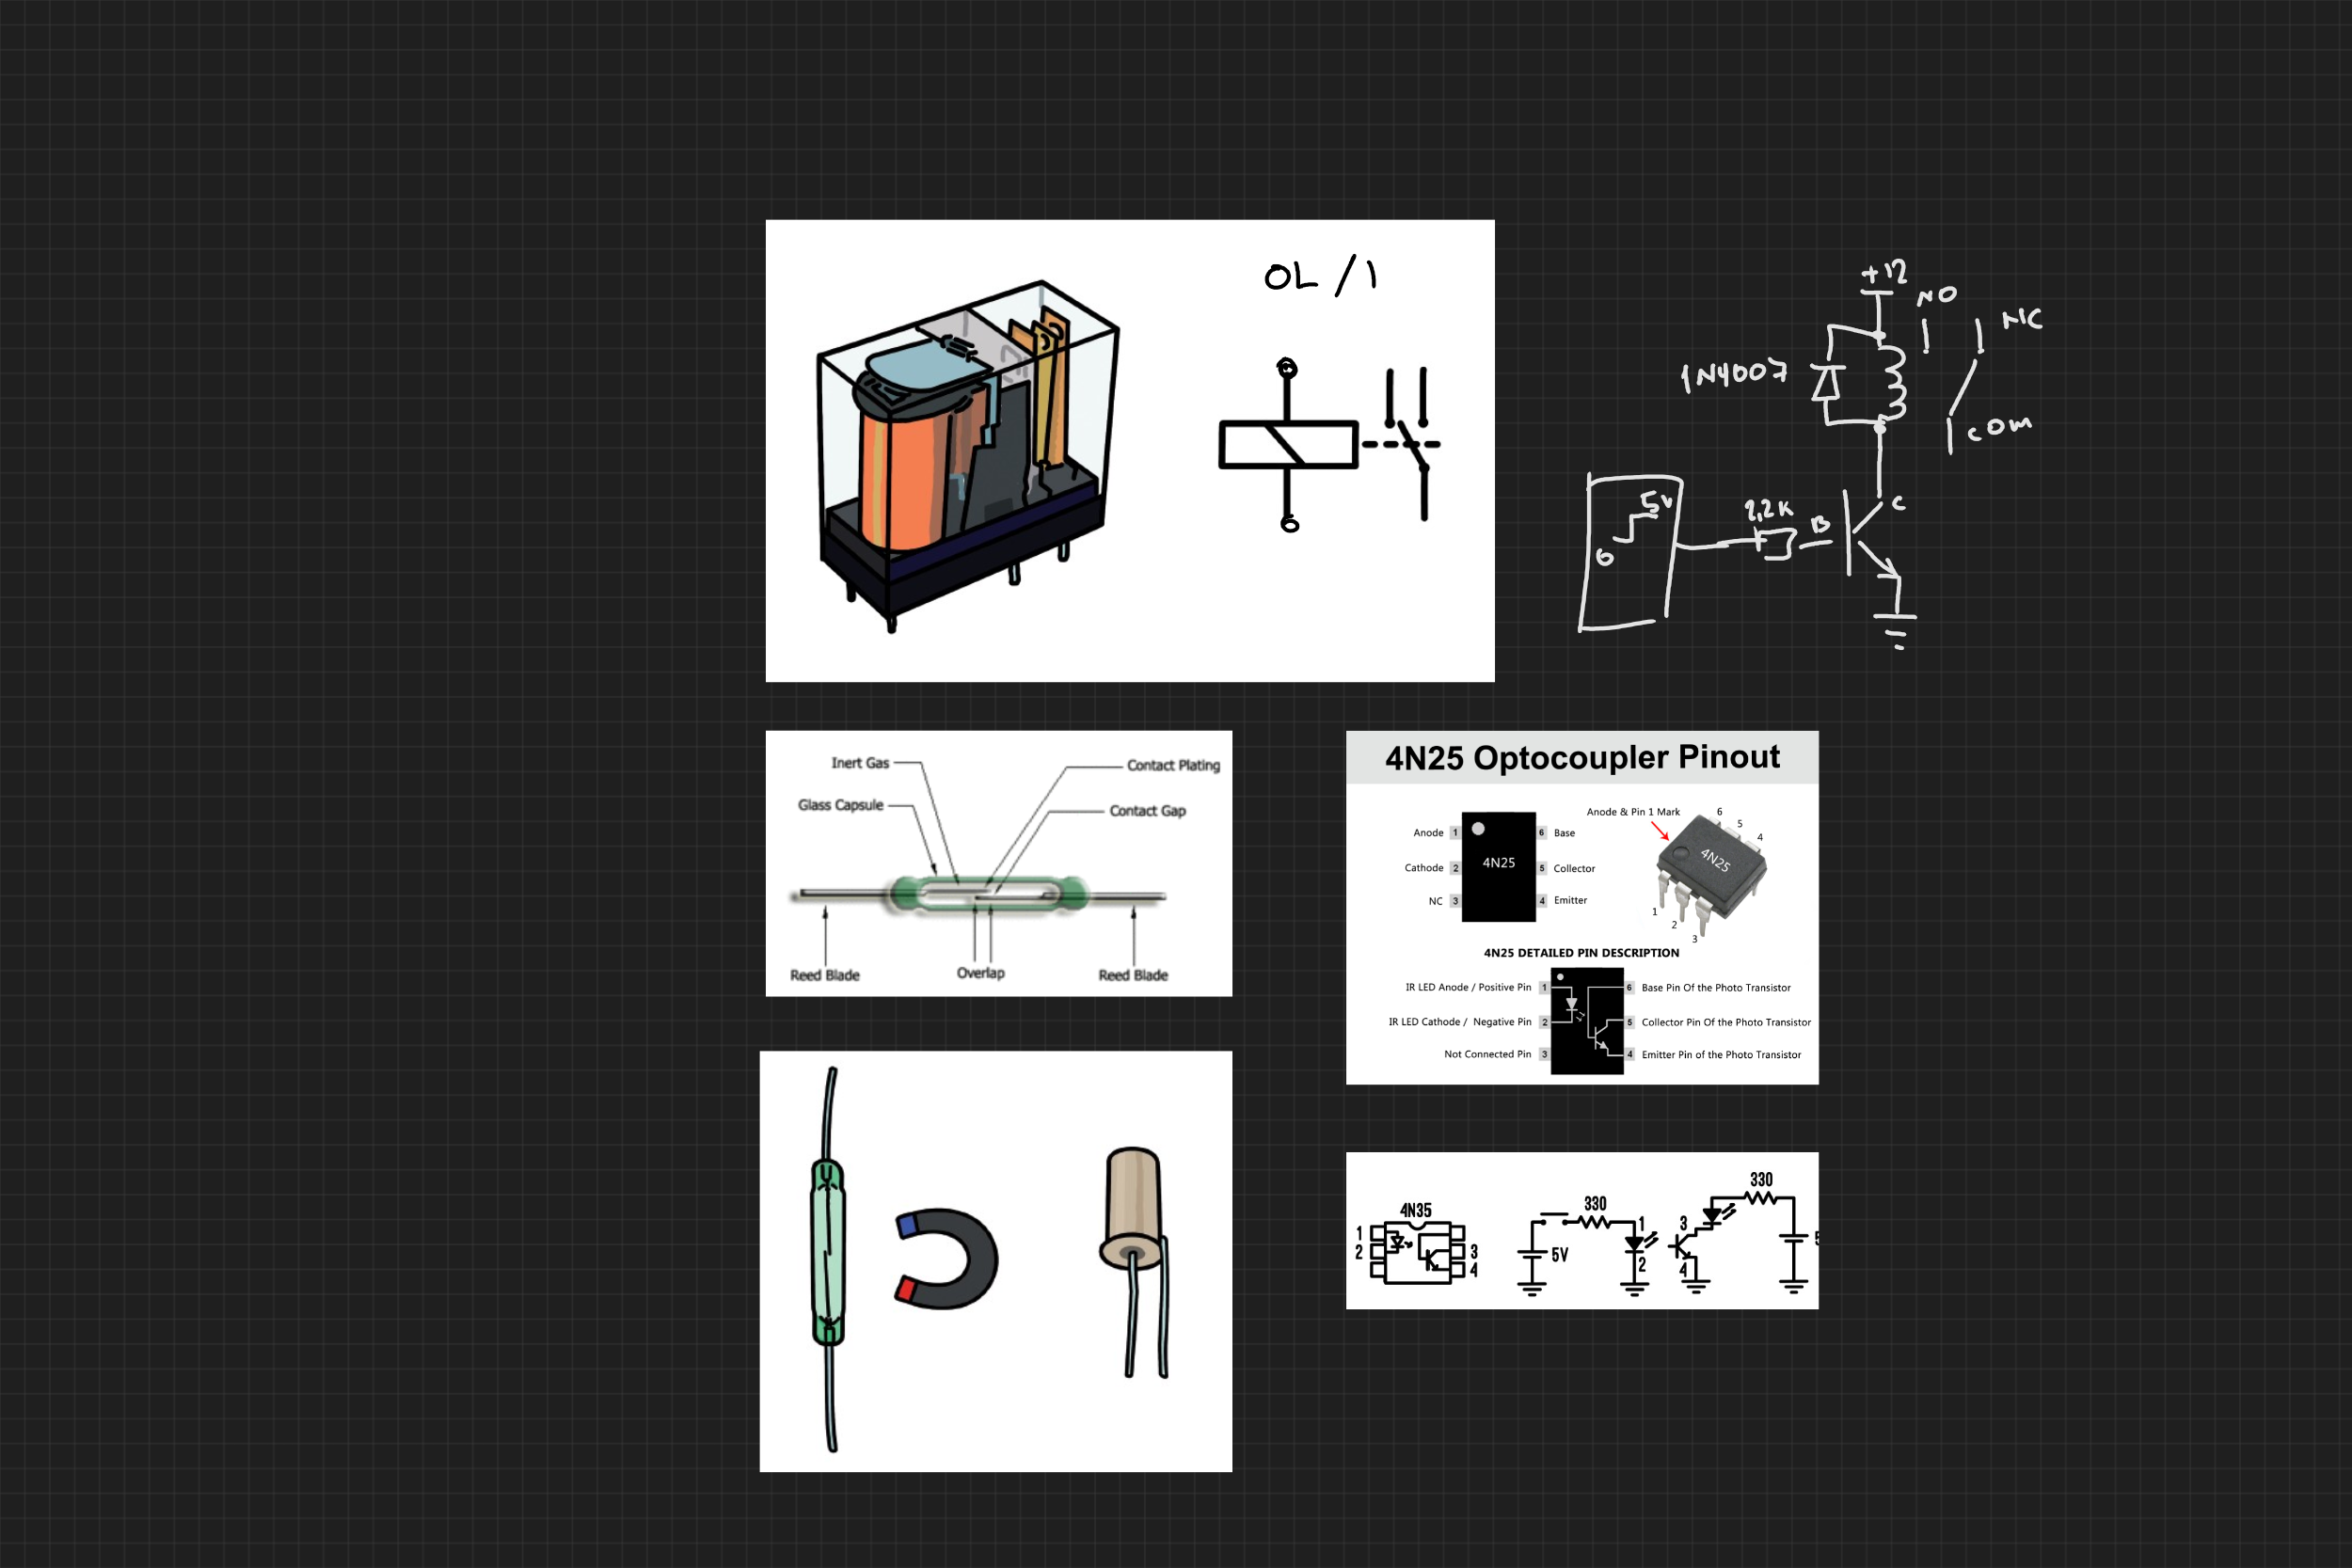 OL/1
+12
NO
NC
1N4007
COM
5V
0
2,2K
B
C
Inert Gas
Contact Plating
Glass Capsule
Contact Gap
Reed Blade
Overlap
Reed Blade
4N25 Optocoupler Pinout
Anode & Pin 1 Mark
6
5
4
Anode 1
6 Base
4N25
4N25
Cathode 2
5 Collector
NC 3
4 Emitter
1
2
3
4N25 DETAILED PIN DESCRIPTION
IR LED Anode / Positive Pin 1
6 Base Pin Of the Photo Transistor
IR LED Cathode / Negative Pin 2
5 Collector Pin Of the Photo Transistor
Not Connected Pin 3
4 Emitter Pin of the Photo Transistor
4N35
1
2
3
4
330
5V
1
2
3
4
330
5